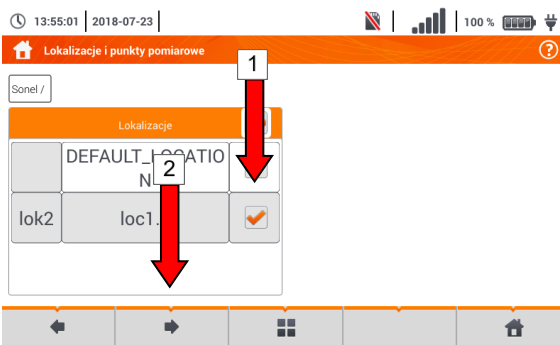 13:55:01 2018-07-23 100 %
Lokalizacje i punkty pomiarowe ?
1
Sonel /
Lokalizacje
DEFAULT_LOCATIO
N
2
lok2 loc1.